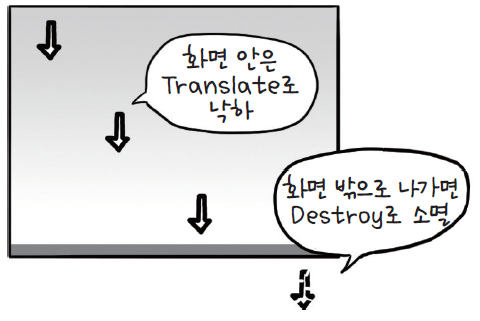 화면 안은
Translate로
낙하
화면 밖으로 나가면
Destroy로 소멸